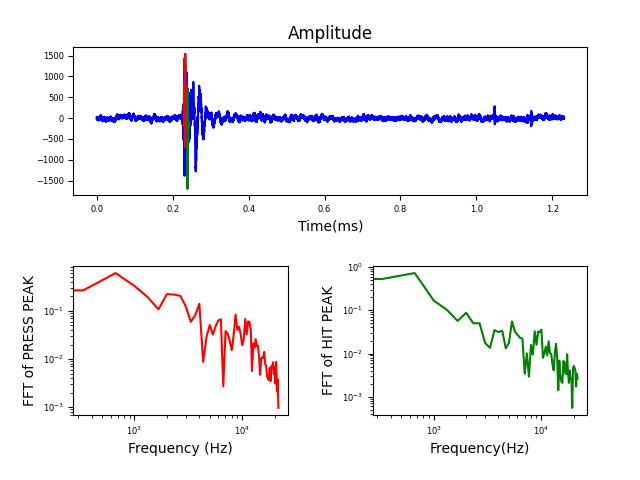 Amplitude
1500
1000
500
0
−500
−1000
−1500
0.0 0.2 0.4 0.6 0.8 1.0 1.2
Time(ms)
FFT of PRESS PEAK
10⁻¹
10⁻²
10⁻³
10³ 10⁴
Frequency (Hz)
FFT of HIT PEAK
10⁰
10⁻¹
10⁻²
10⁻³
10³ 10⁴
Frequency(Hz)